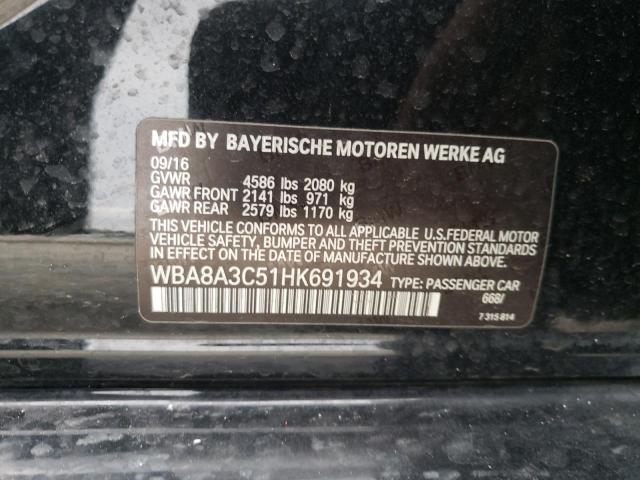 MFD BY BAYERISCHE MOTOREN WERKE AG
09/16
GVWR 4586 lbs 2080 kg
GAWR FRONT 2141 lbs 971 kg
GAWR REAR 2579 lbs 1170 kg
THIS VEHICLE CONFORMS TO ALL APPLICABLE U.S.FEDERAL MOTOR
VEHICLE SAFETY, BUMPER AND THEFT PREVENTION STANDARDS
IN EFFECT ON THE DATE OF MANUFACTURE SHOWN ABOVE.
WBA8A3C51HK691934 TYPE: PASSENGER CAR
668/
7 315 814